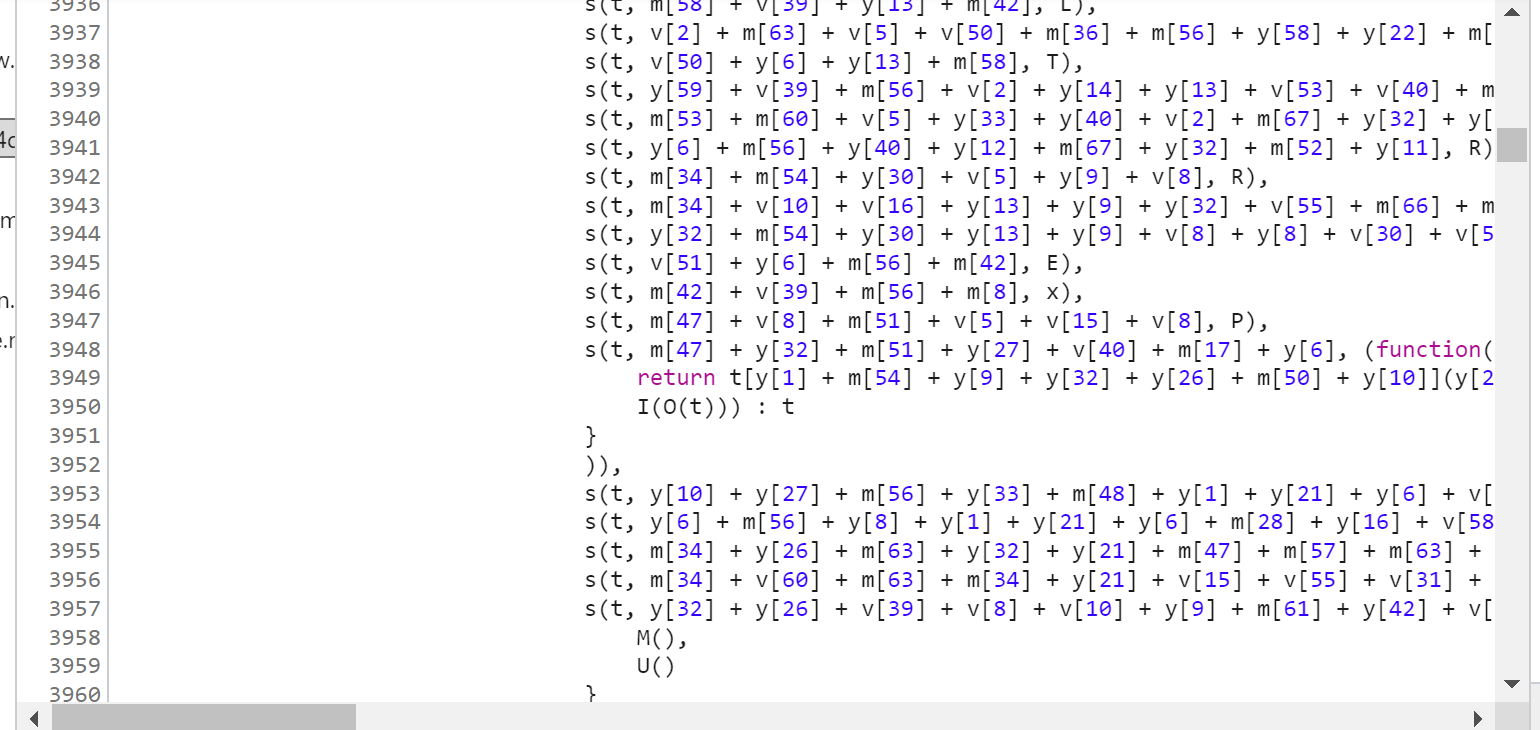 3936 s(t, m[58] + v[39] + y[13] + m[42], L),
3937 s(t, v[2] + m[63] + v[5] + v[50] + m[36] + m[56] + y[58] + y[22] + m[
3938 s(t, v[50] + y[6] + y[13] + m[58], T),
3939 s(t, y[59] + v[39] + m[56] + v[2] + y[14] + y[13] + v[53] + v[40] + m
3940 s(t, m[53] + m[60] + v[5] + y[33] + y[40] + v[2] + m[67] + y[32] + y[
3941 s(t, y[6] + m[56] + y[40] + y[12] + m[67] + y[32] + m[52] + y[11], R)
3942 s(t, m[34] + m[54] + y[30] + v[5] + y[9] + v[8], R),
3943 s(t, m[34] + v[10] + v[16] + y[13] + y[9] + y[32] + v[55] + m[66] + m
3944 s(t, y[32] + m[54] + y[30] + y[13] + y[9] + v[8] + y[8] + v[30] + v[5
3945 s(t, v[51] + y[6] + m[56] + m[42], E),
3946 s(t, m[42] + v[39] + m[56] + m[8], x),
3947 s(t, m[47] + v[8] + m[51] + v[5] + v[15] + v[8], P),
3948 s(t, m[47] + y[32] + m[51] + y[27] + v[40] + m[17] + y[6], (function(
3949 return t[y[1] + m[54] + y[9] + y[32] + y[26] + m[50] + y[10]](y[2
3950 I(O(t))) : t
3951 }
3952 )),
3953 s(t, y[10] + y[27] + m[56] + y[33] + m[48] + y[1] + y[21] + y[6] + v[
3954 s(t, y[6] + m[56] + y[8] + y[1] + y[21] + y[6] + m[28] + y[16] + v[58
3955 s(t, m[34] + y[26] + m[63] + y[32] + y[21] + m[47] + m[57] + m[63] +
3956 s(t, m[34] + v[60] + m[63] + m[34] + y[21] + v[15] + v[55] + v[31] +
3957 s(t, y[32] + y[26] + v[39] + v[8] + v[10] + y[9] + m[61] + y[42] + v[
3958 M(),
3959 U()
3960 }